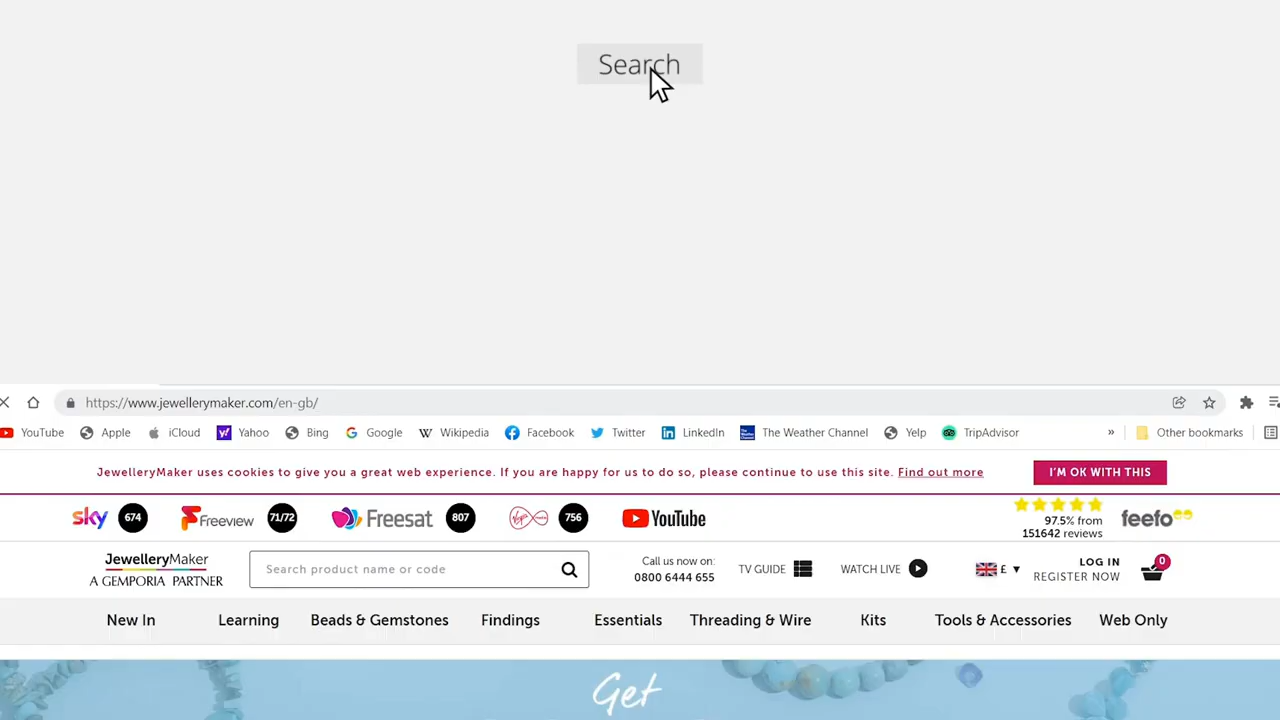 Search
https://www.jewellerymaker.com/en-gb/
YouTube Apple iCloud Yahoo Bing Google Wikipedia Facebook Twitter LinkedIn The Weather Channel Yelp TripAdvisor » Other bookmarks
JewelleryMaker uses cookies to give you a great web experience. If you are happy for us to do so, please continue to use this site. Find out more I'M OK WITH THIS
sky 674 Freeview 71/72 Freesat 807 756 YouTube 97.5% from feefo
151642 reviews
JewelleryMaker Search product name or code Call us now on: TV GUIDE WATCH LIVE £ LOG IN 0
A GEMPORIA PARTNER 0800 6444 655 REGISTER NOW
New In Learning Beads & Gemstones Findings Essentials Threading & Wire Kits Tools & Accessories Web Only
Get